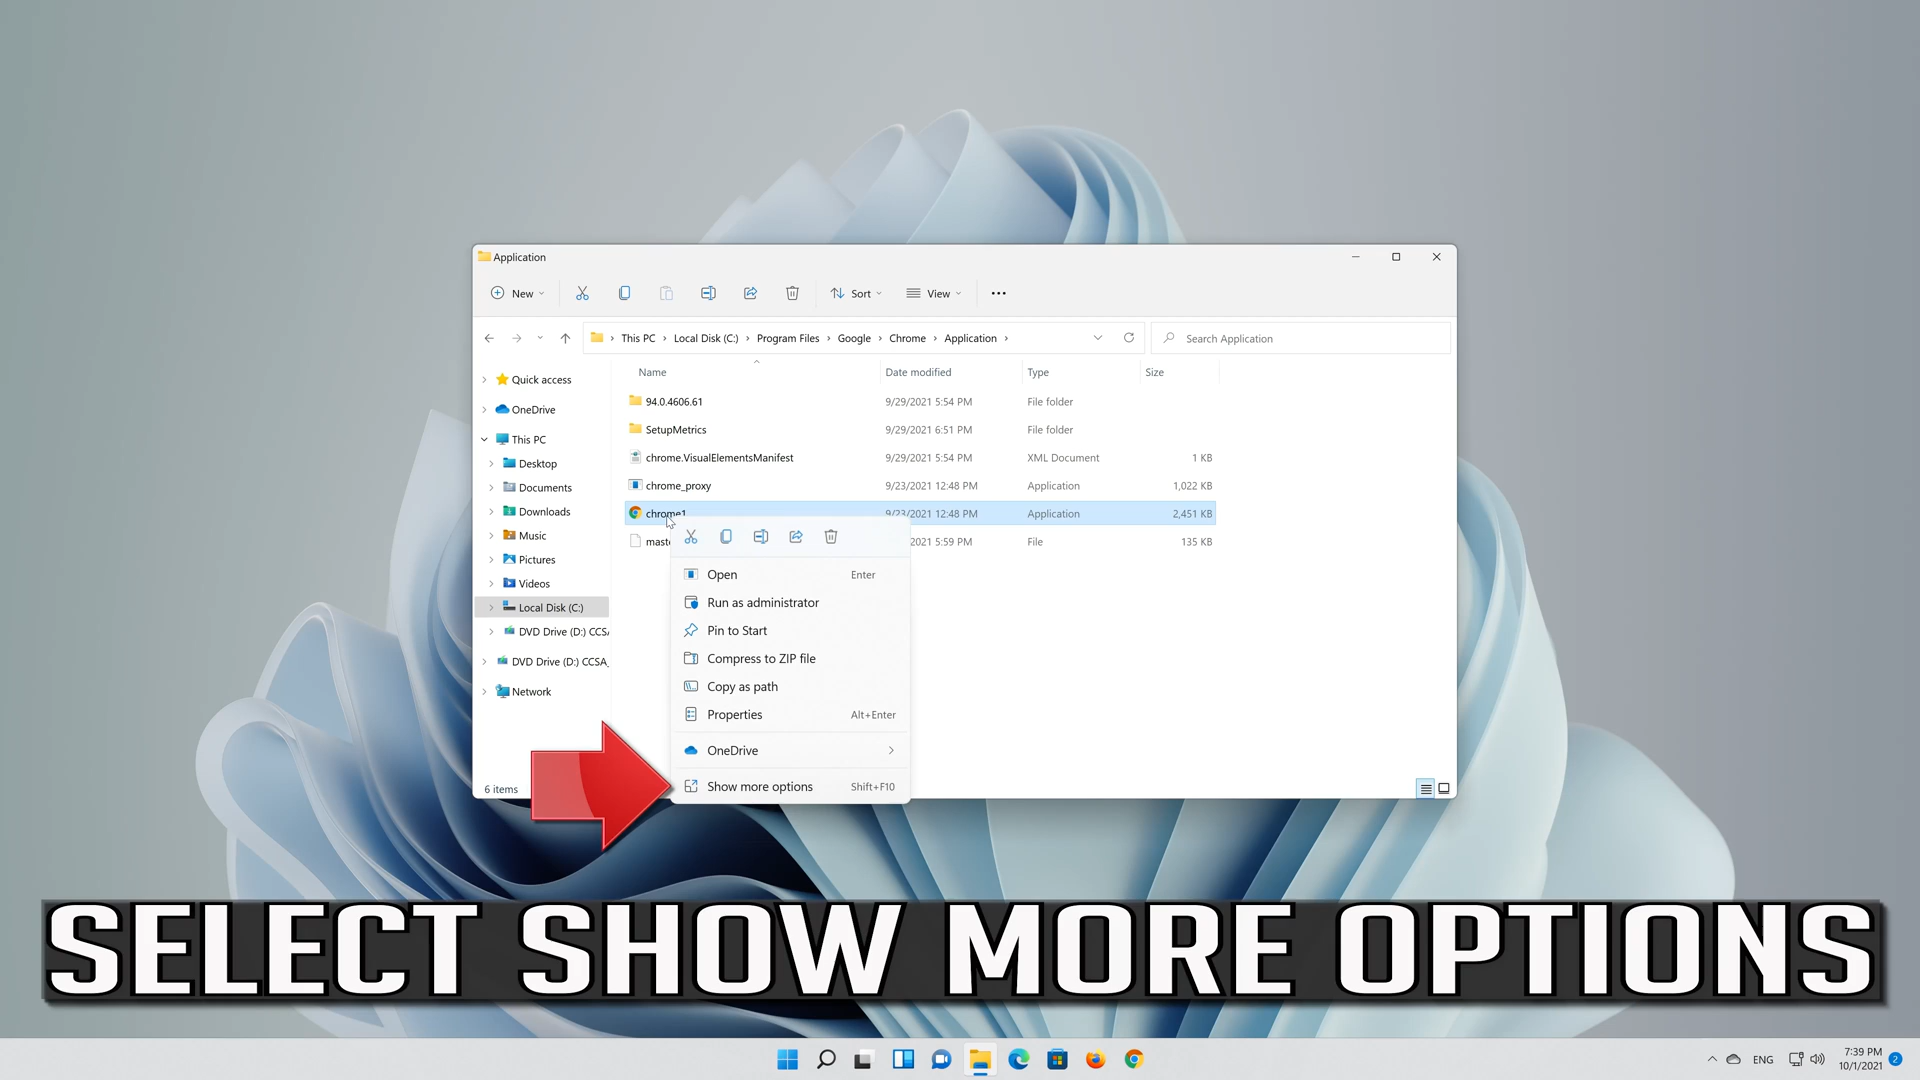 Application
New
Sort
View
This PC
Local Disk (C:)
Program Files
Google
Chrome
Application
Search Application
Name
Date modified
Type
Size
Quick access
OneDrive
This PC
Desktop
Documents
Downloads
Music
Pictures
Videos
Local Disk (C:)
DVD Drive (D:) CCSA
DVD Drive (D:) CCSA_
Network
94.0.4606.61 9/29/2021 5:54 PM File folder
SetupMetrics 9/29/2021 6:51 PM File folder
chrome.VisualElementsManifest 9/29/2021 5:54 PM XML Document 1 KB
chrome_proxy 9/23/2021 12:48 PM Application 1,022 KB
chrome1 9/23/2021 12:48 PM Application 2,451 KB
mast 2021 5:59 PM File 135 KB
Open Enter
Run as administrator
Pin to Start
Compress to ZIP file
Copy as path
Properties Alt+Enter
OneDrive
Show more options Shift+F10
6 items
SELECT SHOW MORE OPTIONS
ENG
7:39 PM
10/1/2021
2